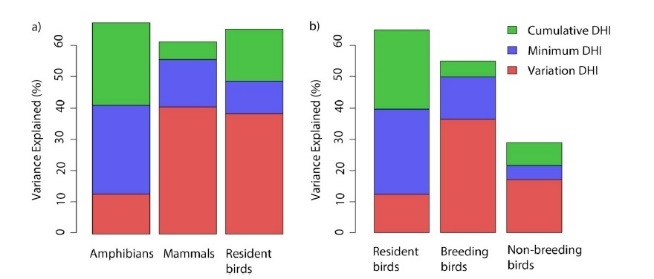 a)
Variance Explained (%)
60
50
40
30
20
10
0
Amphibians
Mammals
Resident
birds
b)
Variance Explained (%)
60
50
40
30
20
10
0
Resident
birds
Breeding
birds
Non-breeding
birds
Cumulative DHI
Minimum DHI
Variation DHI